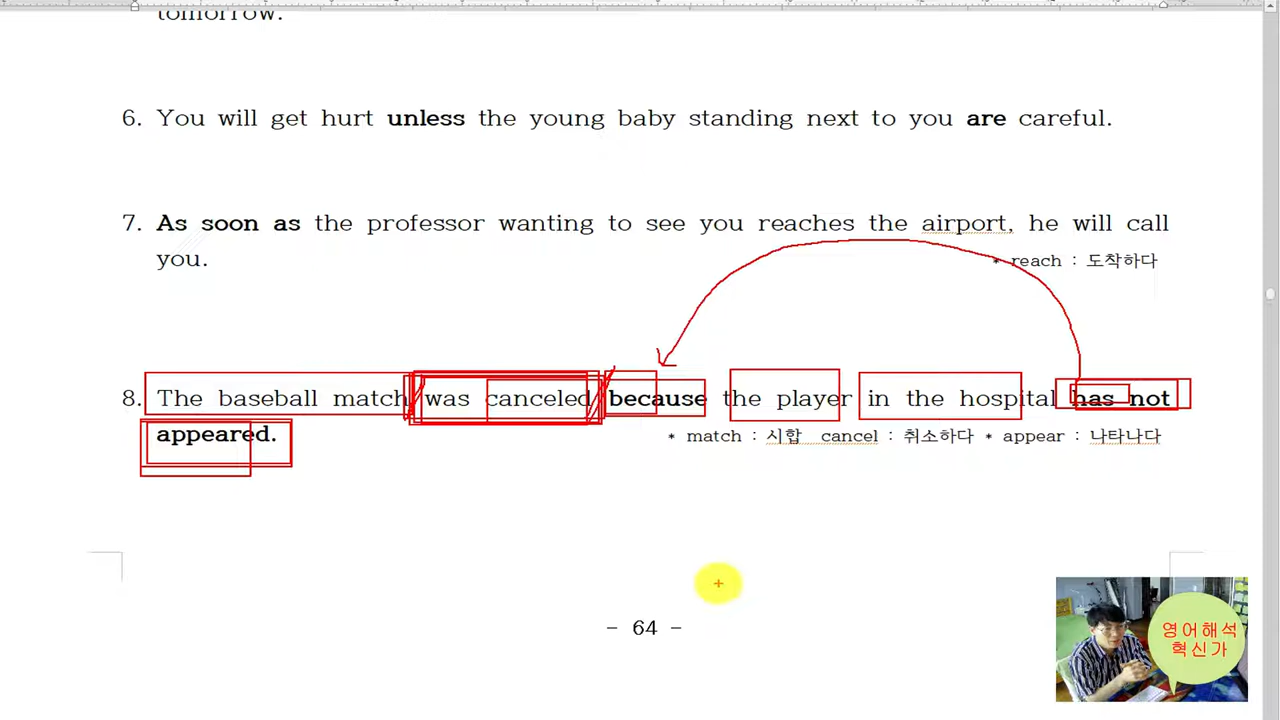 tomorrow.
6. You will get hurt unless the young baby standing next to you are careful.
7. As soon as the professor wanting to see you reaches the airport, he will call
you.
* reach : 도착하다
8. The baseball match was canceled because the player in the hospital has not
appeared.
* match : 시합 cancel : 취소하다 * appear : 나타나다
- 64 -
영어해석
혁신가